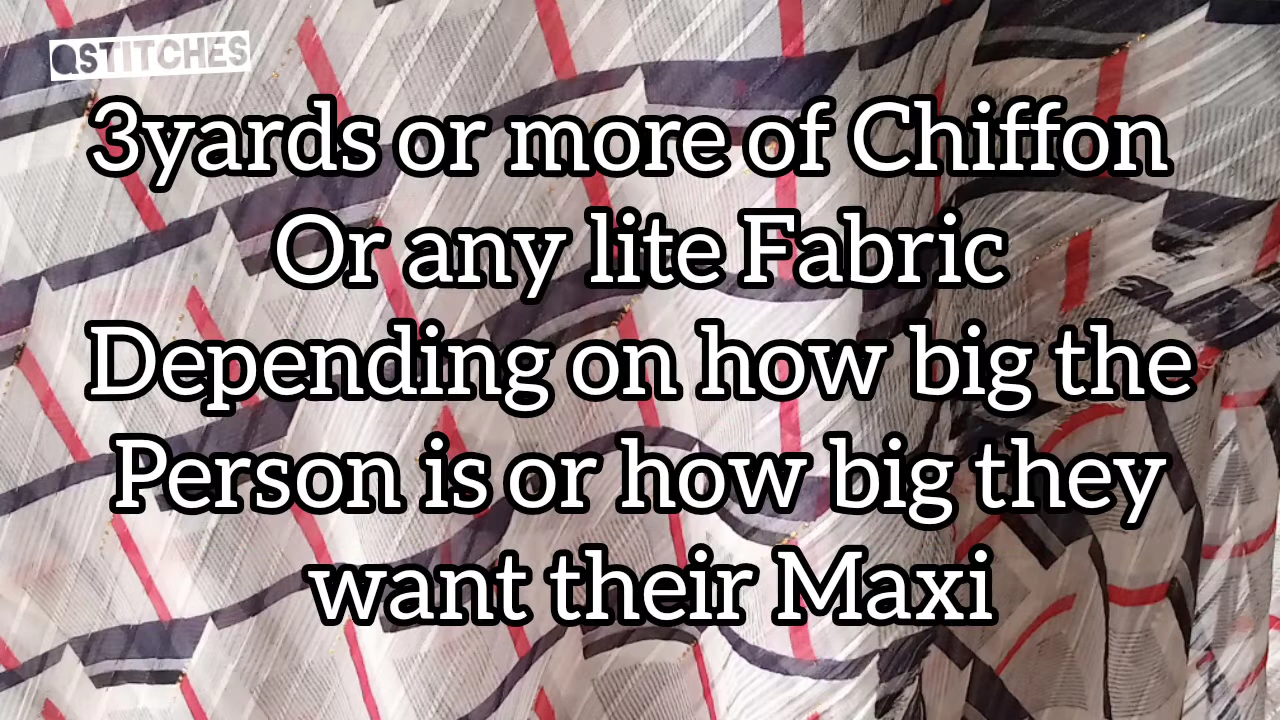 QSTITCHES
3yards or more of Chiffon
Or any lite Fabric
Depending on how big the
Person is or how big they
want their Maxi